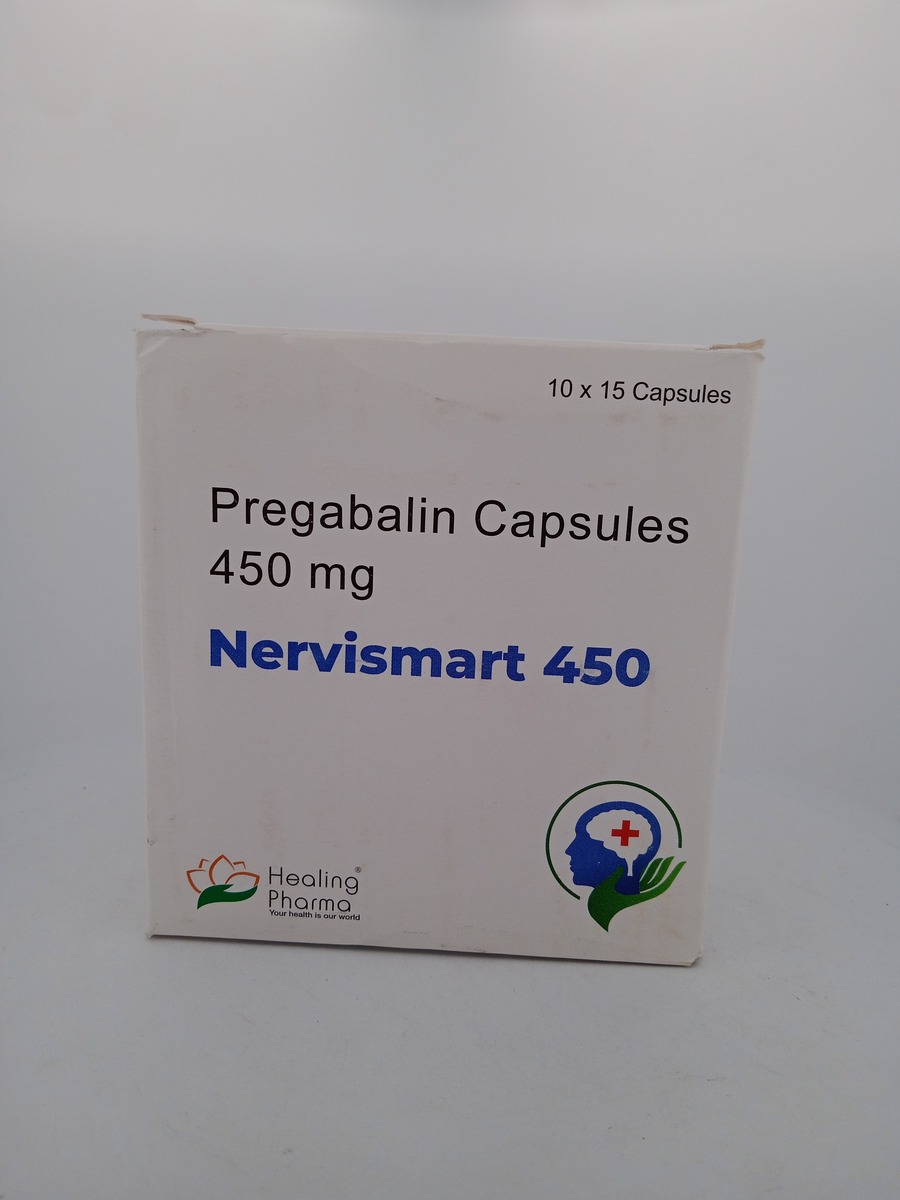 10 x 15 Capsules
Pregabalin Capsules
450 mg
Nervismart 450
Healing®
Pharma
Your health is our world